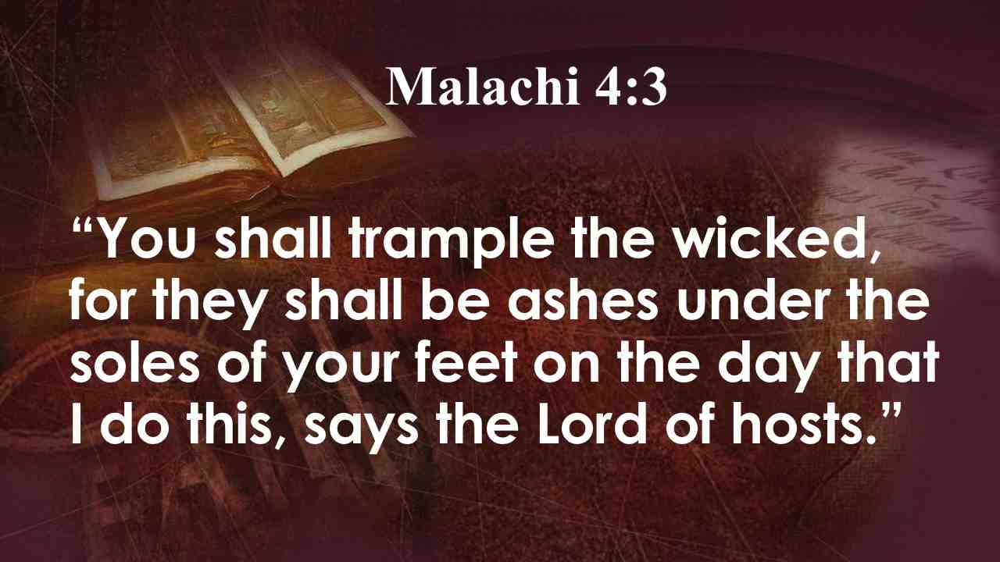 Malachi 4:3
“You shall trample the wicked,
for they shall be ashes under the
soles of your feet on the day that
I do this, says the Lord of hosts.”